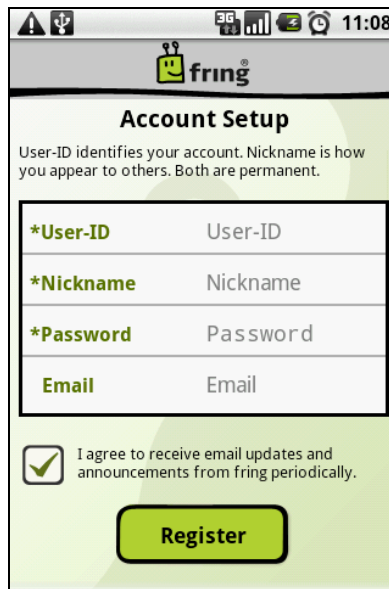 3G 11:08
fring
Account Setup
User-ID identifies your account. Nickname is how
you appear to others. Both are permanent.
*User-ID User-ID
*Nickname Nickname
*Password Password
Email Email
I agree to receive email updates and
announcements from fring periodically.
Register